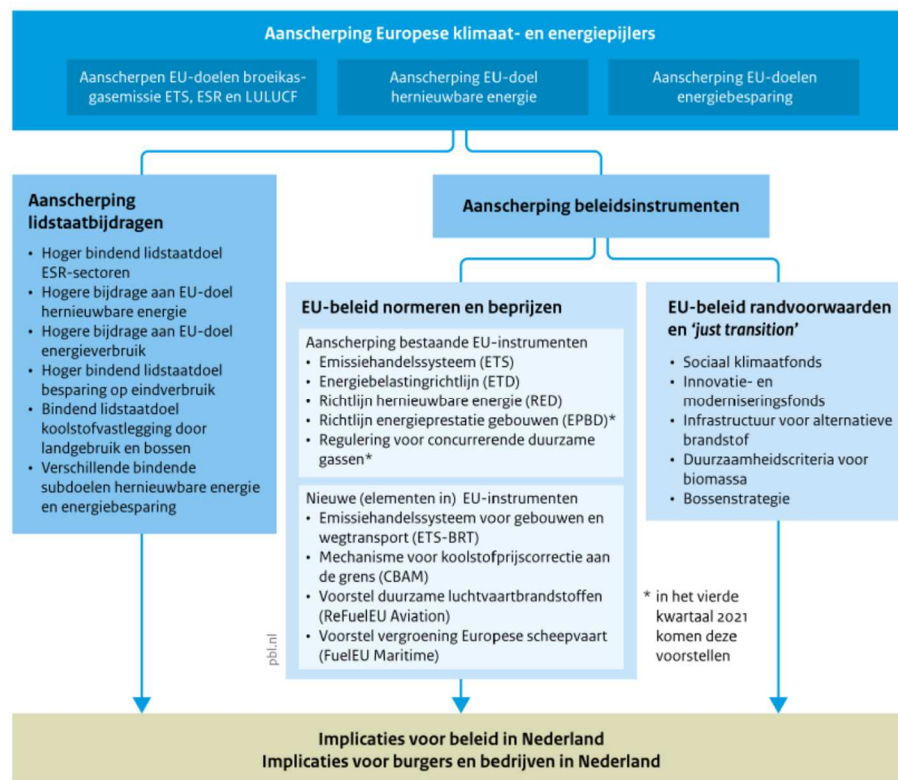 Aanscherping Europese klimaat- en energiepijlers
Aanscherpen EU-doelen broeikas-
gasemissie ETS, ESR en LULUCF
Aanscherping EU-doel
hernieuwbare energie
Aanscherping EU-doelen
energiebesparing
Aanscherping
lidstaatbijdragen
• Hoger bindend lidstaatdoel
ESR-sectoren
• Hogere bijdrage aan EU-doel
hernieuwbare energie
• Hogere bijdrage aan EU-doel
energieverbruik
• Hoger bindend lidstaatdoel
besparing op eindverbruik
• Bindend lidstaatdoel
koolstofvastlegging door
landgebruik en bossen
• Verschillende bindende
subdoelen hernieuwbare energie
en energiebesparing
Aanscherping beleidsinstrumenten
EU-beleid normeren en beprijzen
Aanscherping bestaande EU-instrumenten
• Emissiehandelssysteem (ETS)
• Energiebelastingrichtlijn (ETD)
• Richtlijn hernieuwbare energie (RED)
• Richtlijn energieprestatie gebouwen (EPBD)*
• Regulering voor concurrerende duurzame
gassen*
Nieuwe (elementen in) EU-instrumenten
• Emissiehandelssysteem voor gebouwen en
wegtransport (ETS-BRT)
• Mechanisme voor koolstofprijscorrectie aan
de grens (CBAM)
• Voorstel duurzame luchtvaartbrandstoffen
(ReFuelEU Aviation)
• Voorstel vergroening Europese scheepvaart
(FuelEU Maritime)
EU-beleid randvoorwaarden
en ‘just transition’
• Sociaal klimaatfonds
• Innovatie- en
moderniseringsfonds
• Infrastructuur voor alternatieve
brandstof
• Duurzaamheidscriteria voor
biomassa
• Bossenstrategie
* in het vierde
kwartaal 2021
komen deze
voorstellen
pbl.nl
Implicaties voor beleid in Nederland
Implicaties voor burgers en bedrijven in Nederland